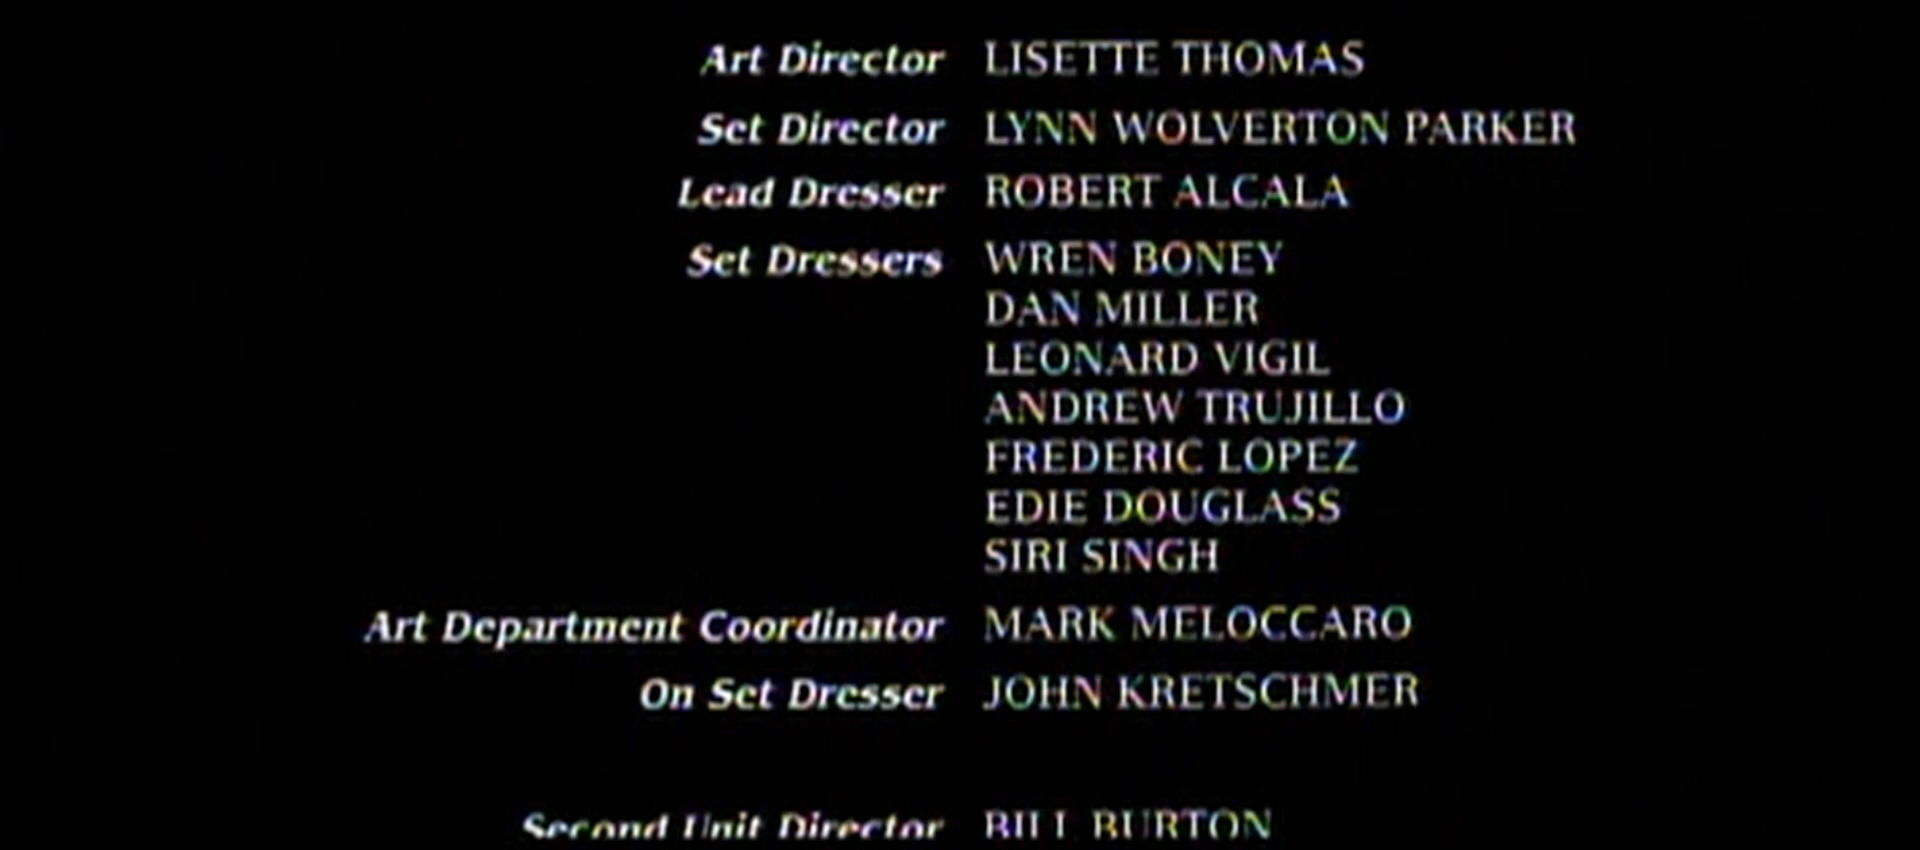 Art Director LISETTE THOMAS
Set Director LYNN WOLVERTON PARKER
Lead Dresser ROBERT ALCALA
Set Dressers WREN BONEY
DAN MILLER
LEONARD VIGIL
ANDREW TRUJILLO
FREDERIC LOPEZ
EDIE DOUGLASS
SIRI SINGH
Art Department Coordinator MARK MELOCCARO
On Set Dresser JOHN KRETSCHMER
Second Unit Director BILL BURTON